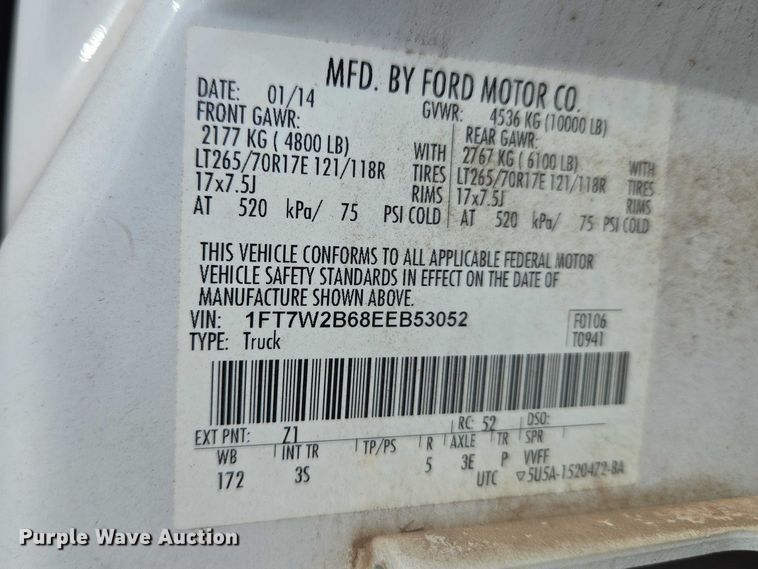 MFD. BY FORD MOTOR CO.
DATE: 01/14
GVWR: 4536 KG (10000 LB)
FRONT GAWR:
2177 KG ( 4800 LB)
LT265/70R17E 121/118R
17x7.5J
AT 520 kPa/ 75 PSI COLD
WITH
TIRES
RIMS
REAR GAWR:
2767 KG ( 6100 LB)
LT265/70R17E 121/118R
17x7.5J
AT 520 kPa/ 75 PSI COLD
WITH
TIRES
RIMS
THIS VEHICLE CONFORMS TO ALL APPLICABLE FEDERAL MOTOR
VEHICLE SAFETY STANDARDS IN EFFECT ON THE DATE OF
MANUFACTURE SHOWN ABOVE.
VIN: 1FT7W2B68EEB53052
TYPE: Truck
F0106
T0941
EXT PNT: Z1 RC: 52 DSO:
WB INT TR TP/PS R AXLE TR SPR
172 3S 5 3E P VVFF
UTC ▽5U5A-1520472-BA
Purple Wave Auction